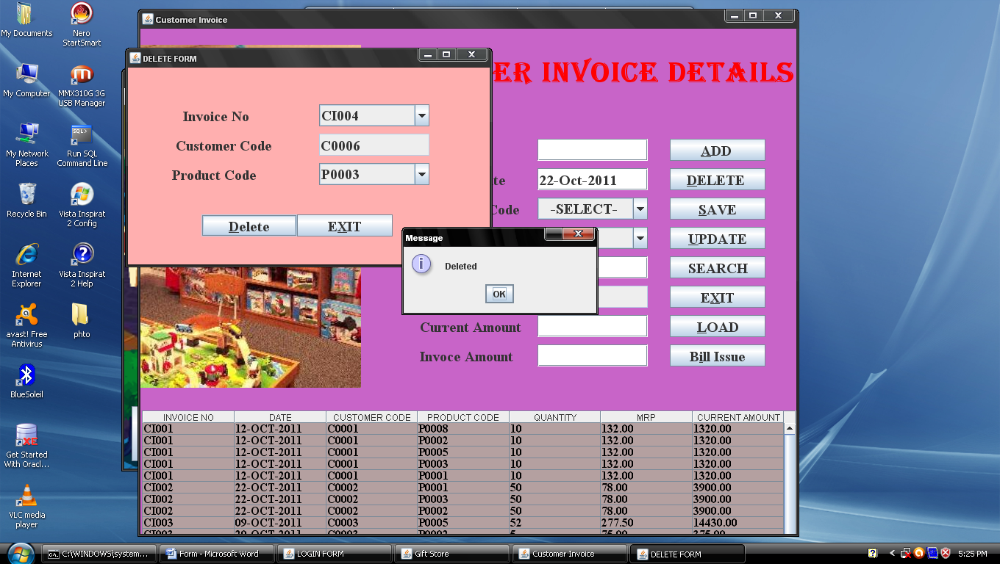 My Documents
Nero
StartSmart
My Computer
MMX310G 3G
USB Manager
My Network
Places
Run SQL
Command Line
Recycle Bin
Vista Inspirat
2 Config
Internet
Explorer
Vista Inspirat
2 Help
avast! Free
Antivirus
phto
BlueSoleil
Get Started
With Oracl...
VLC media
player
Customer Invoice
ER INVOICE DETAILS
DELETE FORM
Invoice No
CI004
Customer Code
C0006
Product Code
P0003
Delete
EXIT
Message
Deleted
OK
te
22-Oct-2011
Code
-SELECT-
Current Amount
Invoce Amount
ADD
DELETE
SAVE
UPDATE
SEARCH
EXIT
LOAD
Bill Issue
INVOICE NO DATE CUSTOMER CODE PRODUCT CODE QUANTITY MRP CURRENT AMOUNT
CI001 12-OCT-2011 C0001 P0008 10 132.00 1320.00
CI001 12-OCT-2011 C0001 P0002 10 132.00 1320.00
CI001 12-OCT-2011 C0001 P0005 10 132.00 1320.00
CI001 12-OCT-2011 C0001 P0003 10 132.00 1320.00
CI001 12-OCT-2011 C0001 P0001 10 132.00 1320.00
CI002 22-OCT-2011 C0002 P0001 50 78.00 3900.00
CI002 22-OCT-2011 C0002 P0003 50 78.00 3900.00
CI002 22-OCT-2011 C0002 P0002 50 78.00 3900.00
CI003 09-OCT-2011 C0003 P0005 52 277.50 14430.00
C:\WINDOWS\system...
Form - Microsoft Word
LOGIN FORM
Gift Store
Customer Invoice
DELETE FORM
5:25 PM